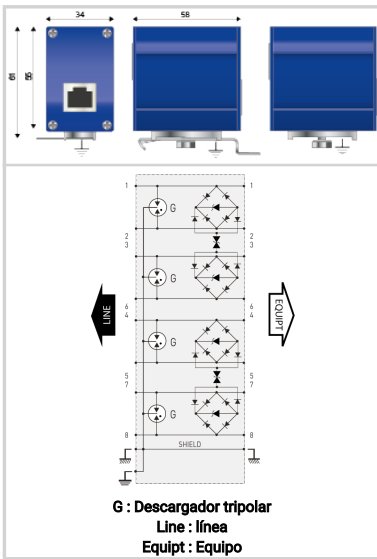 34
58
61
55
1 1
G
2 2
3 3
G
6 6
4 4
LINE
EQUIPT
G
5 5
7 7
G
8 8
SHIELD
G : Descargador tripolar
Line : línea
Equipt : Equipo